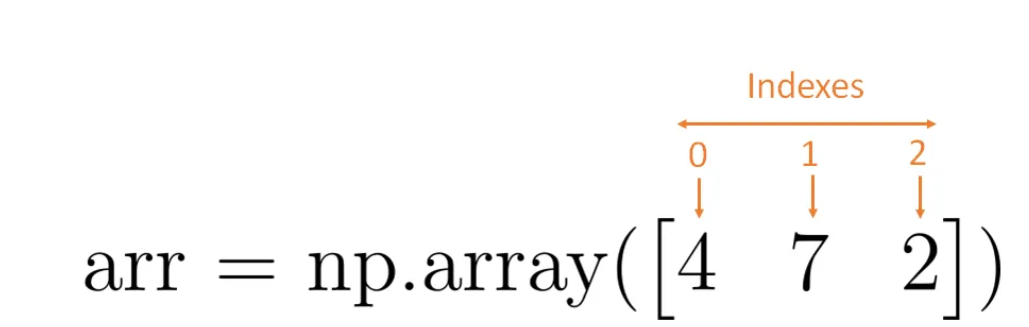 Indexes
0 1 2
arr = np.array([4 7 2])